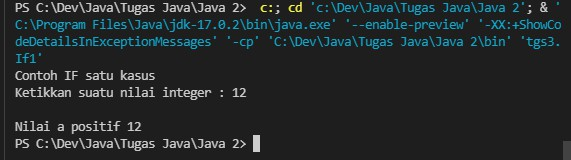 PS C:\Dev\Java\Tugas Java\Java 2>  c:; cd 'c:\Dev\Java\Tugas Java\Java 2'; & '
C:\Program Files\Java\jdk-17.0.2\bin\java.exe' '--enable-preview' '-XX:+ShowCo
deDetailsInExceptionMessages' '-cp' 'C:\Dev\Java\Tugas Java\Java 2\bin' 'tgs3.
If1'
Contoh IF satu kasus
Ketikkan suatu nilai integer : 12
Nilai a positif 12
PS C:\Dev\Java\Tugas Java\Java 2>